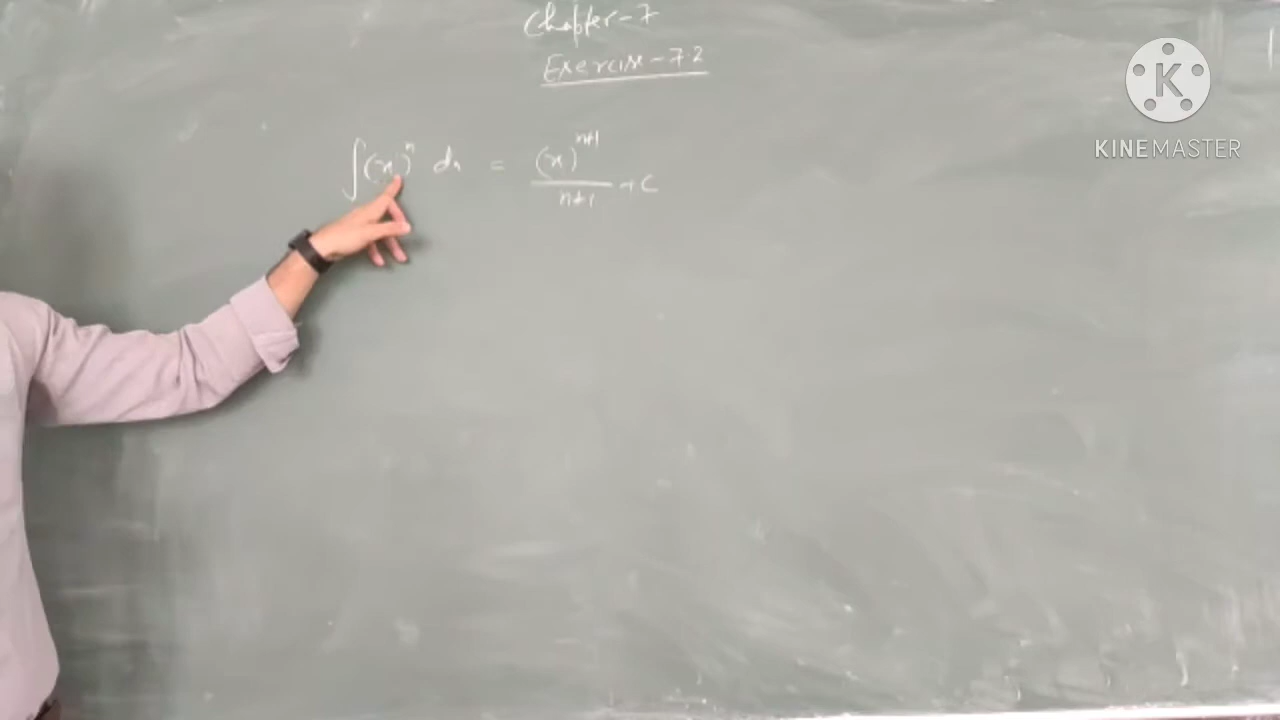 Chapter-7
Exercise-7.2
∫(x)^n dx = (x)^{n+1}/n+1 + C
K
KINEMASTER